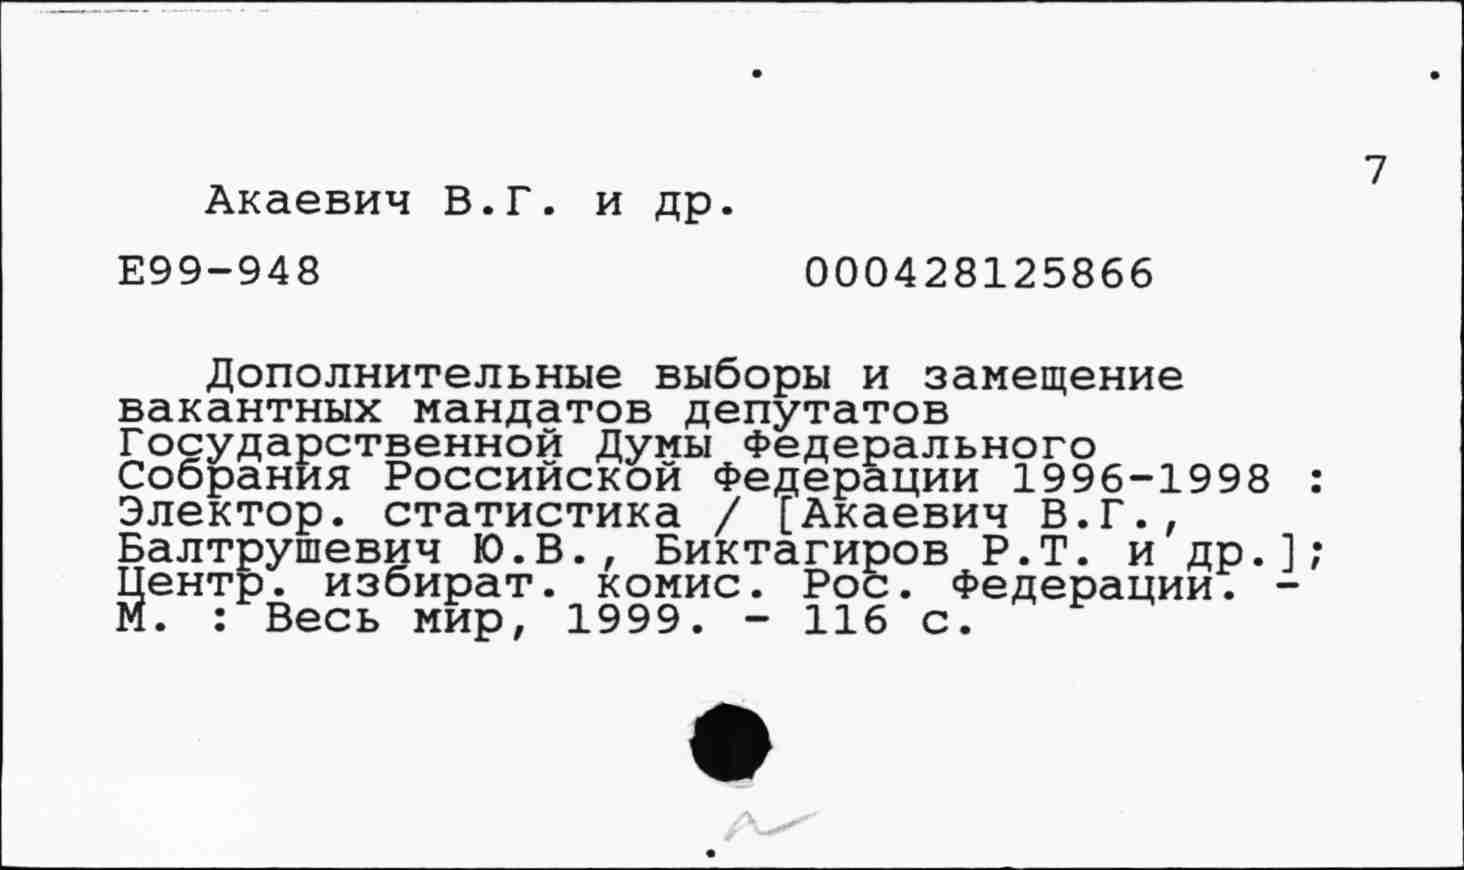 7
Акаевич В.Г. и др.
Е99-948 000428125866
Дополнительные выборы и замещение
вакантных мандатов депутатов
Государственной Думы Федерального
Собрания Российской Федерации 1996-1998 :
Электор. статистика / [Акаевич В.Г.,
Балтрушевич Ю.В., Биктагиров Р.Т. и др.];
Центр. избират. комис. Рос. Федерации. -
М. : Весь мир, 1999. - 116 с.